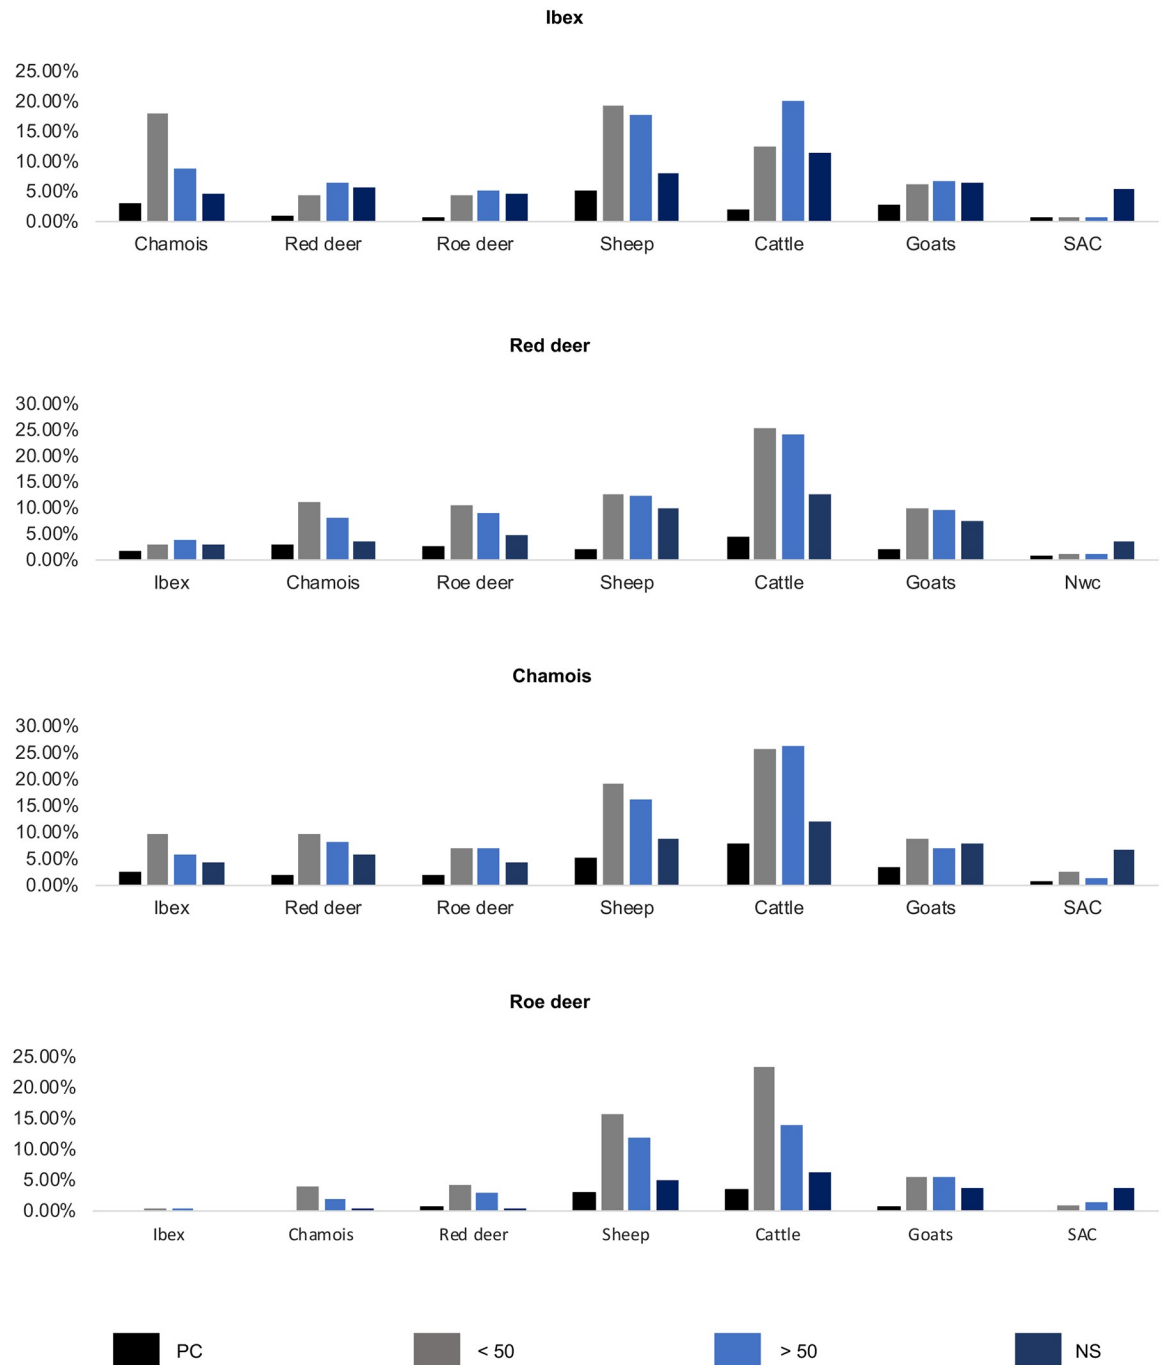 Ibex
25.00%
20.00%
15.00%
10.00%
5.00%
0.00%
Chamois Red deer Roe deer Sheep Cattle Goats SAC
Red deer
30.00%
25.00%
20.00%
15.00%
10.00%
5.00%
0.00%
Ibex Chamois Roe deer Sheep Cattle Goats Nwc
Chamois
30.00%
25.00%
20.00%
15.00%
10.00%
5.00%
0.00%
Ibex Red deer Roe deer Sheep Cattle Goats SAC
Roe deer
25.00%
20.00%
15.00%
10.00%
5.00%
0.00%
Ibex Chamois Red deer Sheep Cattle Goats SAC
PC < 50 > 50 NS